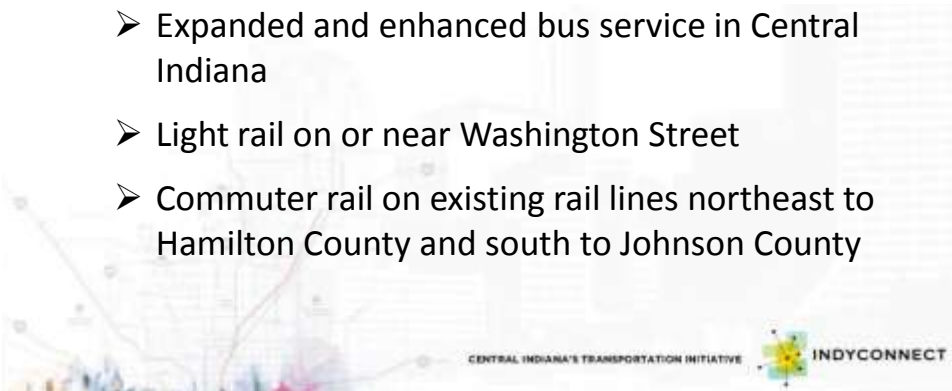 ➢ Expanded and enhanced bus service in Central
Indiana
➢ Light rail on or near Washington Street
➢ Commuter rail on existing rail lines northeast to
Hamilton County and south to Johnson County
CENTRAL INDIANA'S TRANSPORTATION INITIATIVE INDYCONNECT